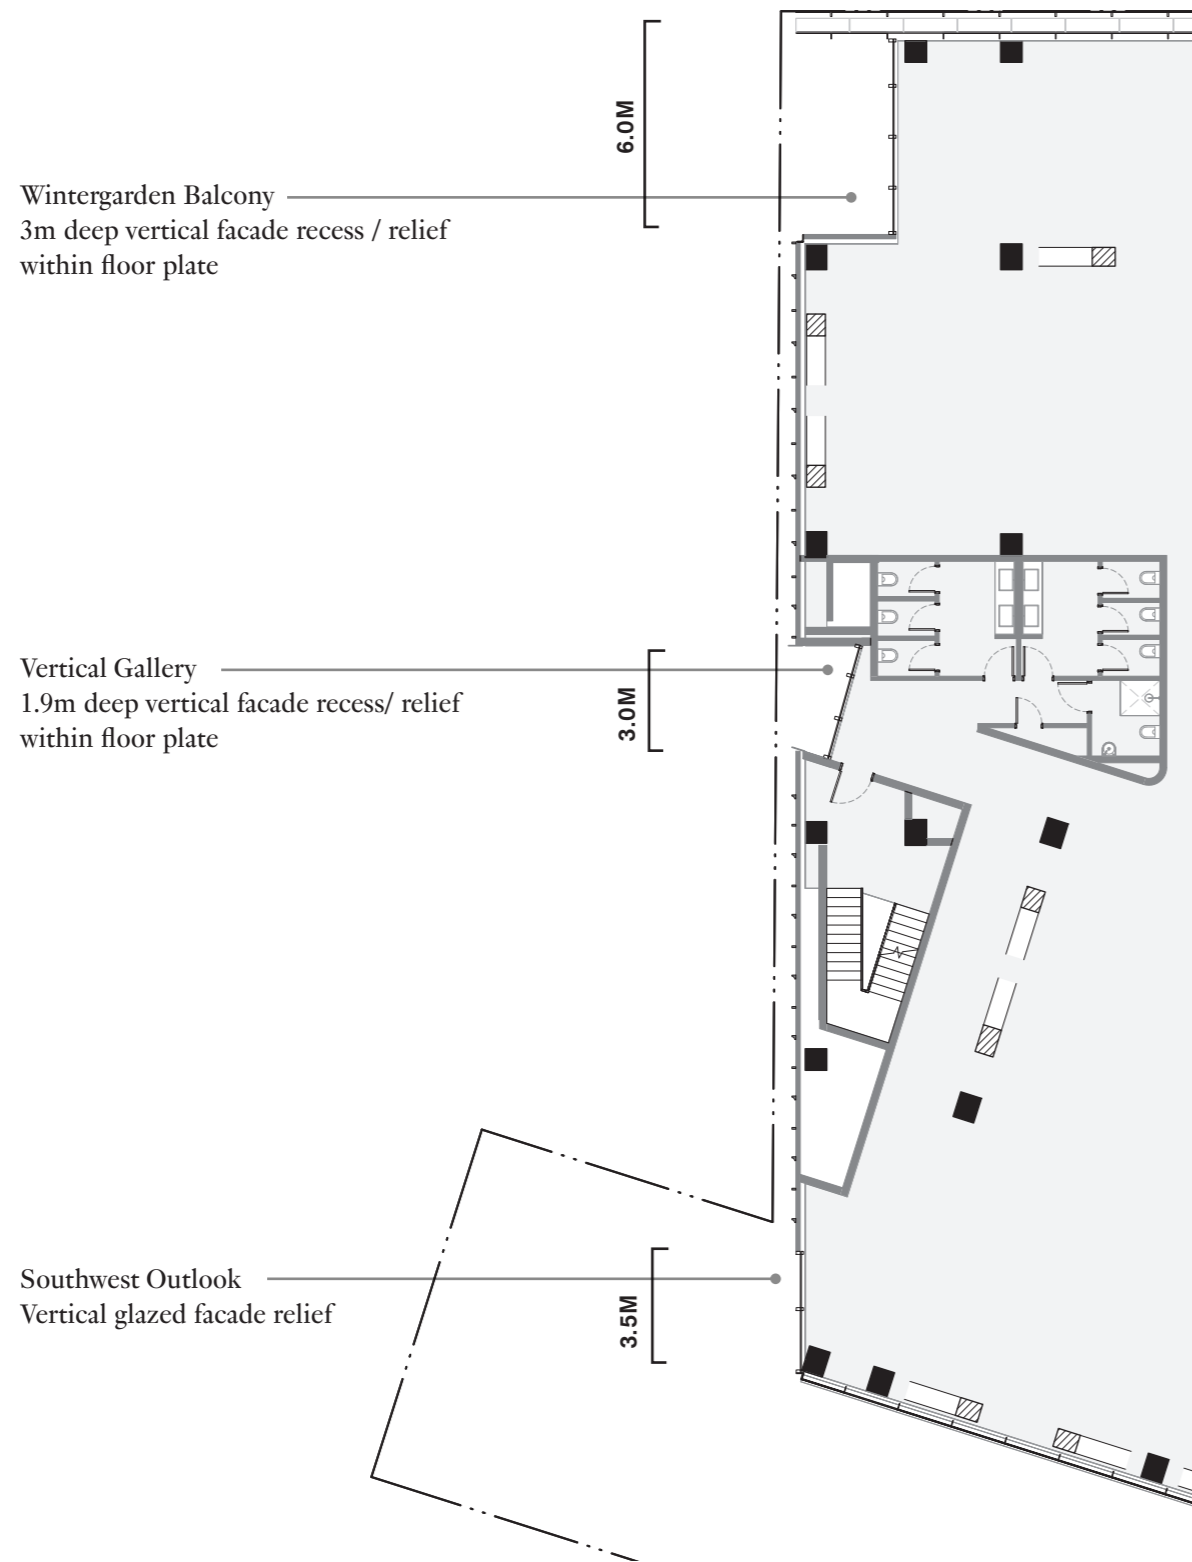 6.0M
Wintergarden Balcony
3m deep vertical facade recess / relief
within floor plate
Vertical Gallery
1.9m deep vertical facade recess/ relief
within floor plate
3.0M
Southwest Outlook
Vertical glazed facade relief
3.5M